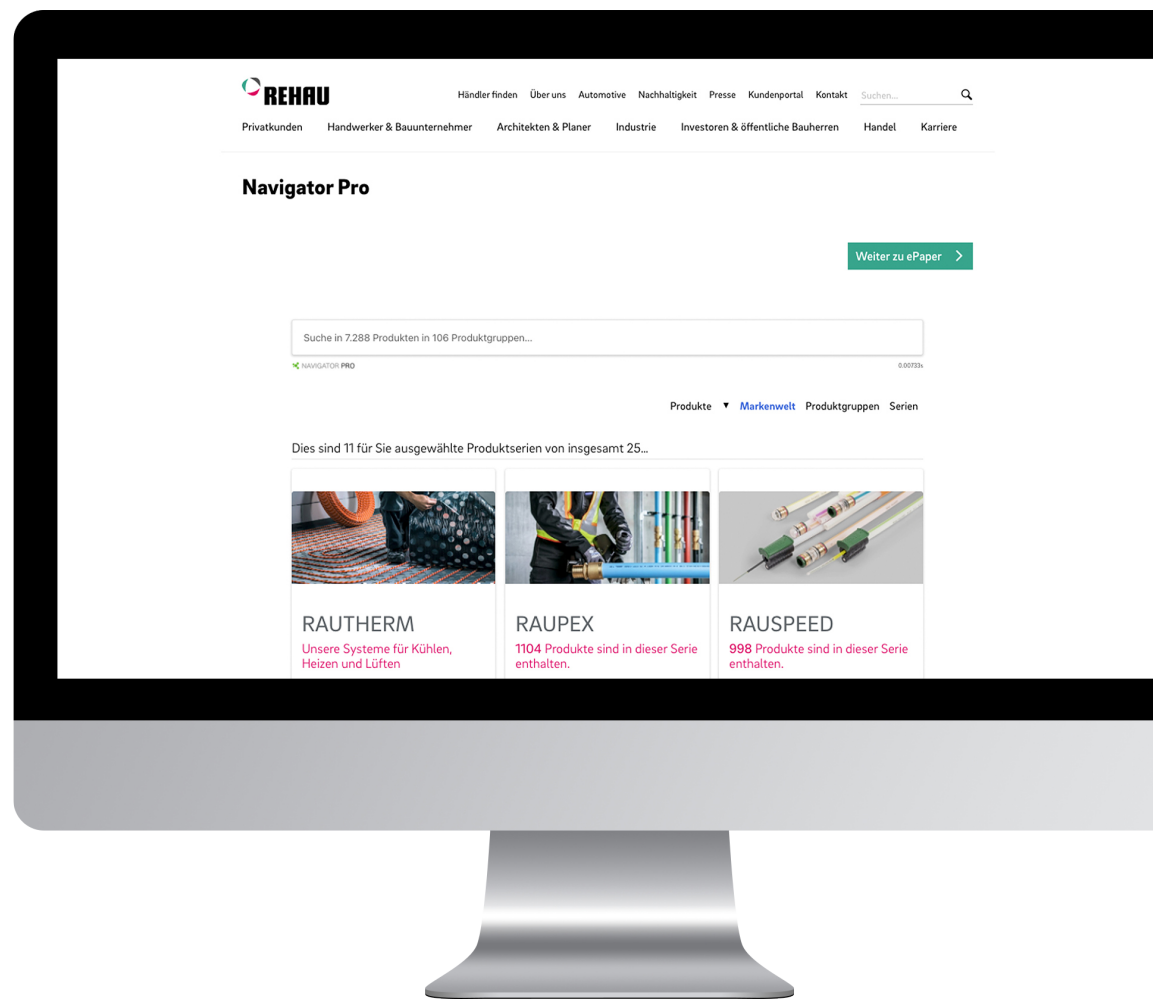 REHAU
Händler finden Über uns Automotive Nachhaltigkeit Presse Kundenportal Kontakt Suchen...
Privatkunden Handwerker & Bauunternehmer Architekten & Planer Industrie Investoren & öffentliche Bauherren Handel Karriere
Navigator Pro
Weiter zu ePaper
Suche in 7.288 Produkten in 106 Produktgruppen...
NAVIGATOR PRO 0.00733s
Produkte ▼ Markenwelt Produktgruppen Serien
Dies sind 11 für Sie ausgewählte Produktserien von insgesamt 25...
RAUTHERM
Unsere Systeme für Kühlen,
Heizen und Lüften
RAUPEX
1104 Produkte sind in dieser Serie
enthalten.
RAUSPEED
998 Produkte sind in dieser Serie
enthalten.